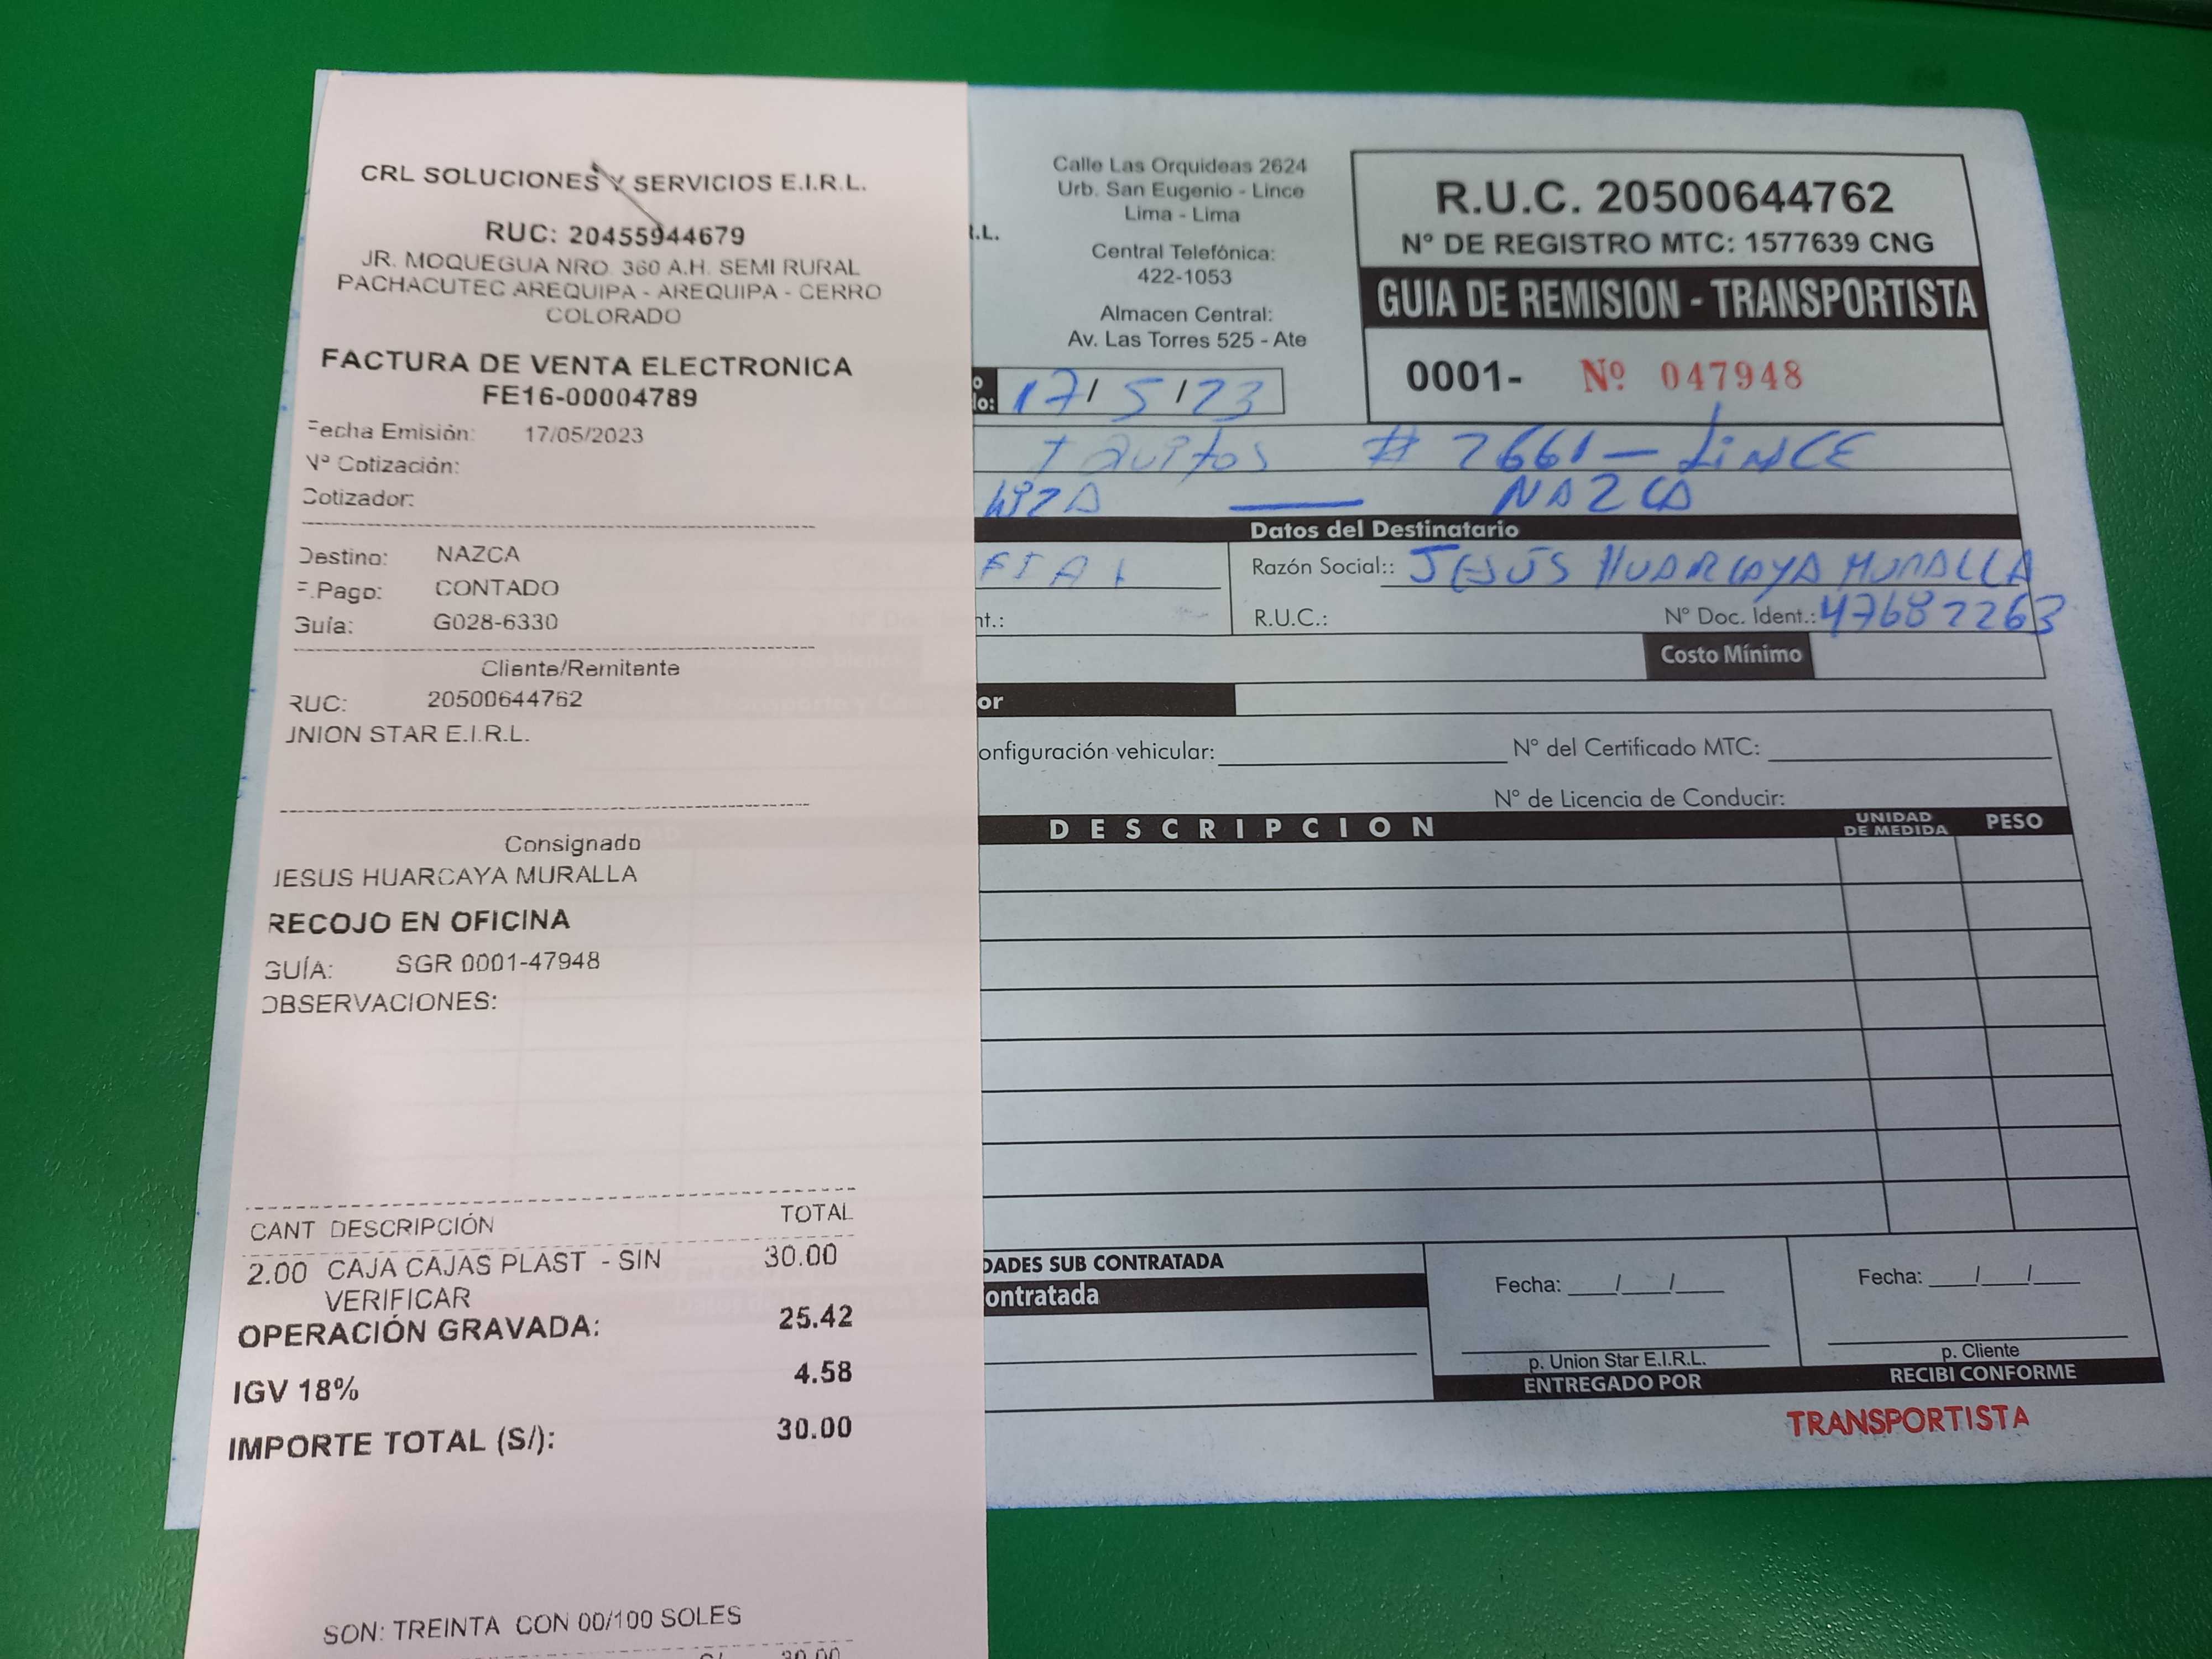 CRL SOLUCIONES Y SERVICIOS E.I.R.L.
RUC: 20455944679
JR. MOQUEGUA NRO. 360 A.H. SEMI RURAL
PACHACUTEC AREQUIPA - AREQUIPA - CERRO
COLORADO
FACTURA DE VENTA ELECTRONICA
FE16-00004789
Fecha Emisión: 17/05/2023
Nª Cotización:
Cotizador:
Destino: NAZCA
F.Pago: CONTADO
Guía: G028-6330
Cliente/Remitante
RUC: 20500644762
UNION STAR E.I.R.L.
Consignado
JESUS HUARCAYA MURALLA
RECOJO EN OFICINA
GUÍA: SGR 0001-47948
OBSERVACIONES:
CANT DESCRIPCIÓN TOTAL
2.00 CAJA CAJAS PLAST - SIN 30.00
VERIFICAR
OPERACIÓN GRAVADA: 25.42
IGV 18% 4.58
IMPORTE TOTAL (S/): 30.00
SON: TREINTA CON 00/100 SOLES
30.00
Calle Las Orquideas 2624
Urb. San Eugenio - Lince
Lima - Lima
Central Telefónica:
422-1053
Almacen Central:
Av. Las Torres 525 - Ate
R.U.C. 20500644762
N° DE REGISTRO MTC: 1577639 CNG
GUIA DE REMISION - TRANSPORTISTA
0001- Nº 047948
17/5/23
# 2661 - LINCE
NAZCA
Datos del Destinatario
Razón Social:: JESUS HUARCAYA MURALLA
R.U.C.: N° Doc. Ident.: 47682263
Costo Mínimo
onfiguración vehicular: N° del Certificado MTC:
N° de Licencia de Conducir:
DESCRIPCION UNIDAD DE MEDIDA PESO
DADES SUB CONTRATADA
ontratada
Fecha: / / Fecha: / /
p. Union Star E.I.R.L. p. Cliente
ENTREGADO POR RECIBI CONFORME
TRANSPORTISTA